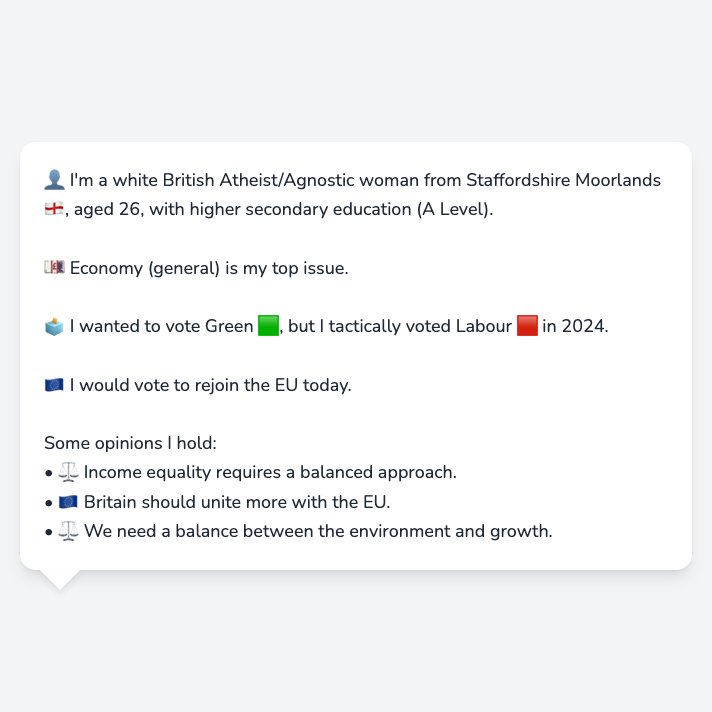 👤 I'm a white British Atheist/Agnostic woman from Staffordshire Moorlands
🏴󠁧󠁢󠁥󠁮󠁧󠁿, aged 26, with higher secondary education (A Level).
💷 Economy (general) is my top issue.
🗳️ I wanted to vote Green 🟩, but I tactically voted Labour 🟥 in 2024.
🇪🇺 I would vote to rejoin the EU today.
Some opinions I hold:
• ⚖️ Income equality requires a balanced approach.
• 🇪🇺 Britain should unite more with the EU.
• ⚖️ We need a balance between the environment and growth.